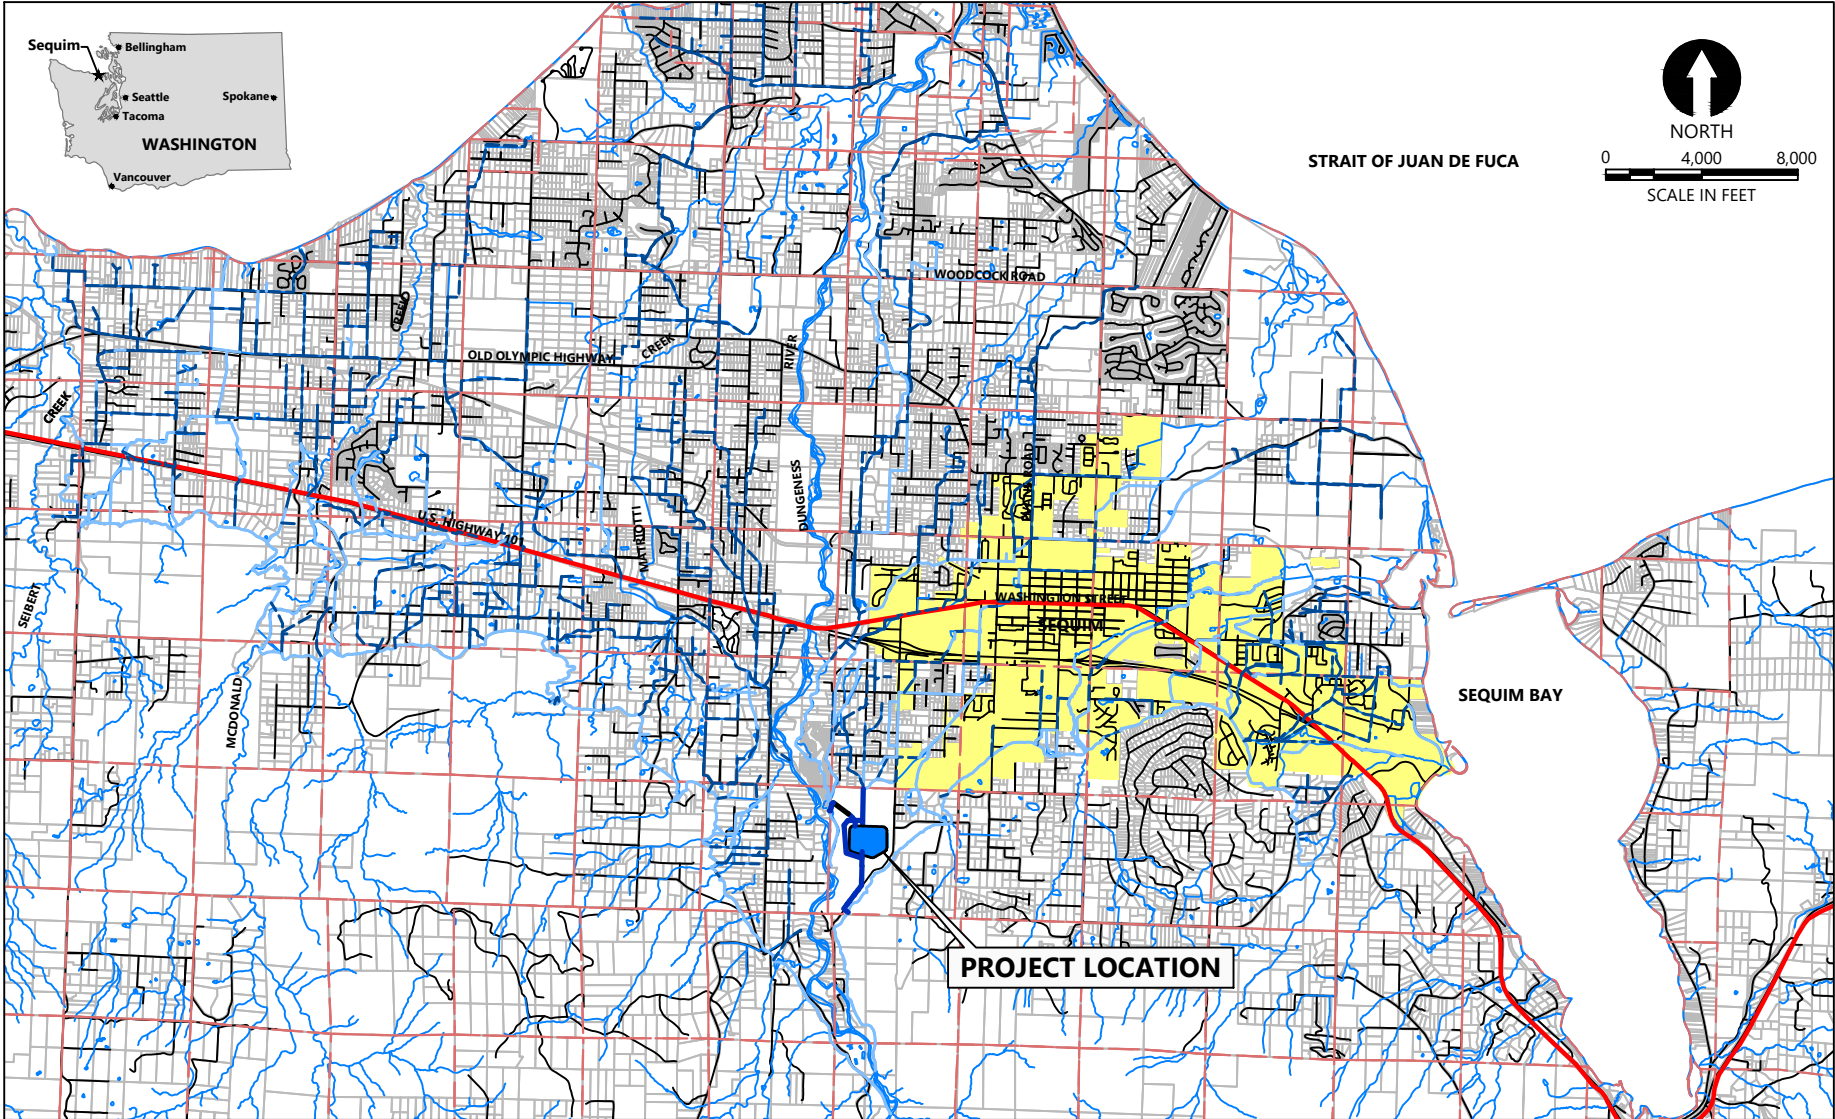 Sequim
Bellingham
Seattle
Spokane
Tacoma
WASHINGTON
Vancouver
NORTH
0 4,000 8,000
SCALE IN FEET
STRAIT OF JUAN DE FUCA
WOODCOCK ROAD
CREEK
OLD OLYMPIC HIGHWAY
CREEK
RIVER
CREEK
DUNGENESS
ROAD
U.S. HIGHWAY 101
MATRIOTTI
SEIBERT
WASHINGTON STREET
SEQUIM
MCDONALD
SEQUIM BAY
PROJECT LOCATION